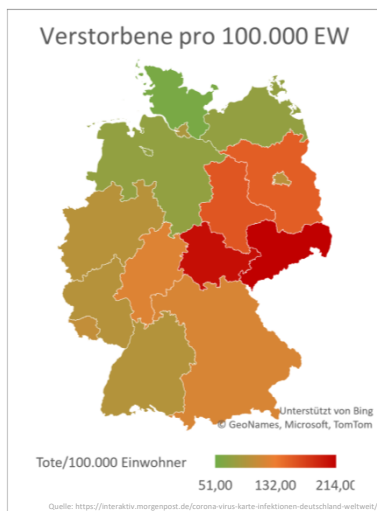 Verstorbene pro 100.000 EW
Unterstützt von Bing
© GeoNames, Microsoft, TomTom
Tote/100.000 Einwohner
51,00 132,00 214,00
Quelle: https://interaktiv.morgenpost.de/corona-virus-karte-infektionen-deutschland-weltweit/